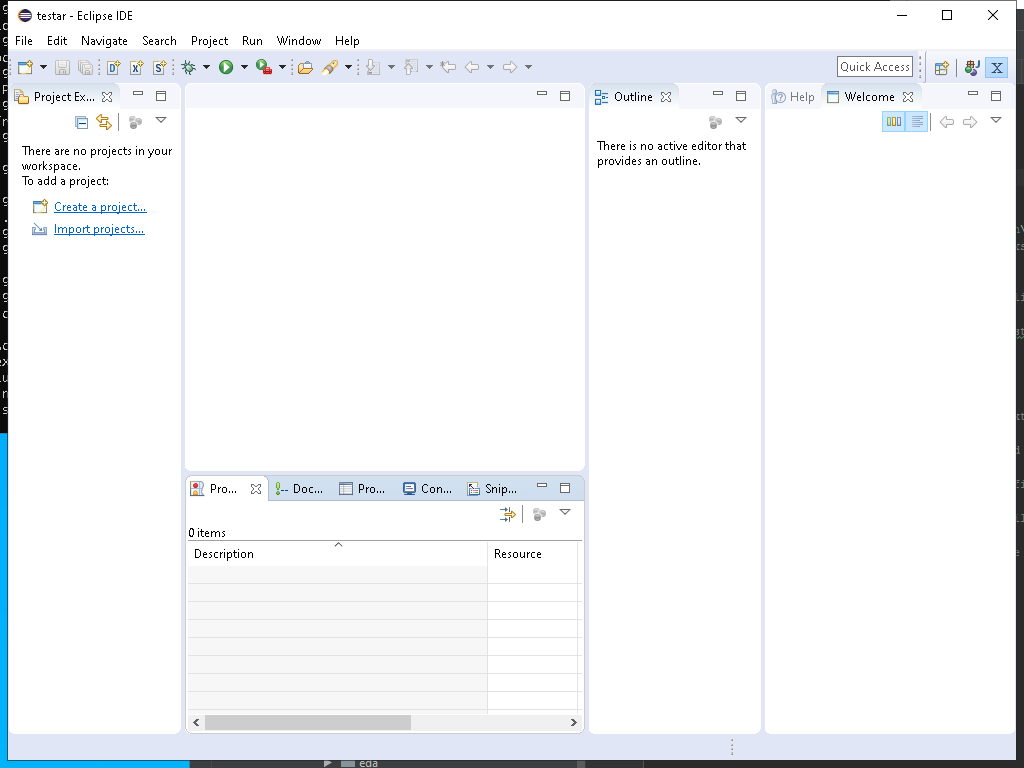 testar - Eclipse IDE
File Edit Navigate Search Project Run Window Help
Quick Access
Project Ex...
Outline
Help
Welcome
There are no projects in your
workspace.
To add a project:
Create a project...
Import projects...
There is no active editor that
provides an outline.
Pro...
Doc...
Pro...
Con...
Snip...
0 items
Description
Resource
eda